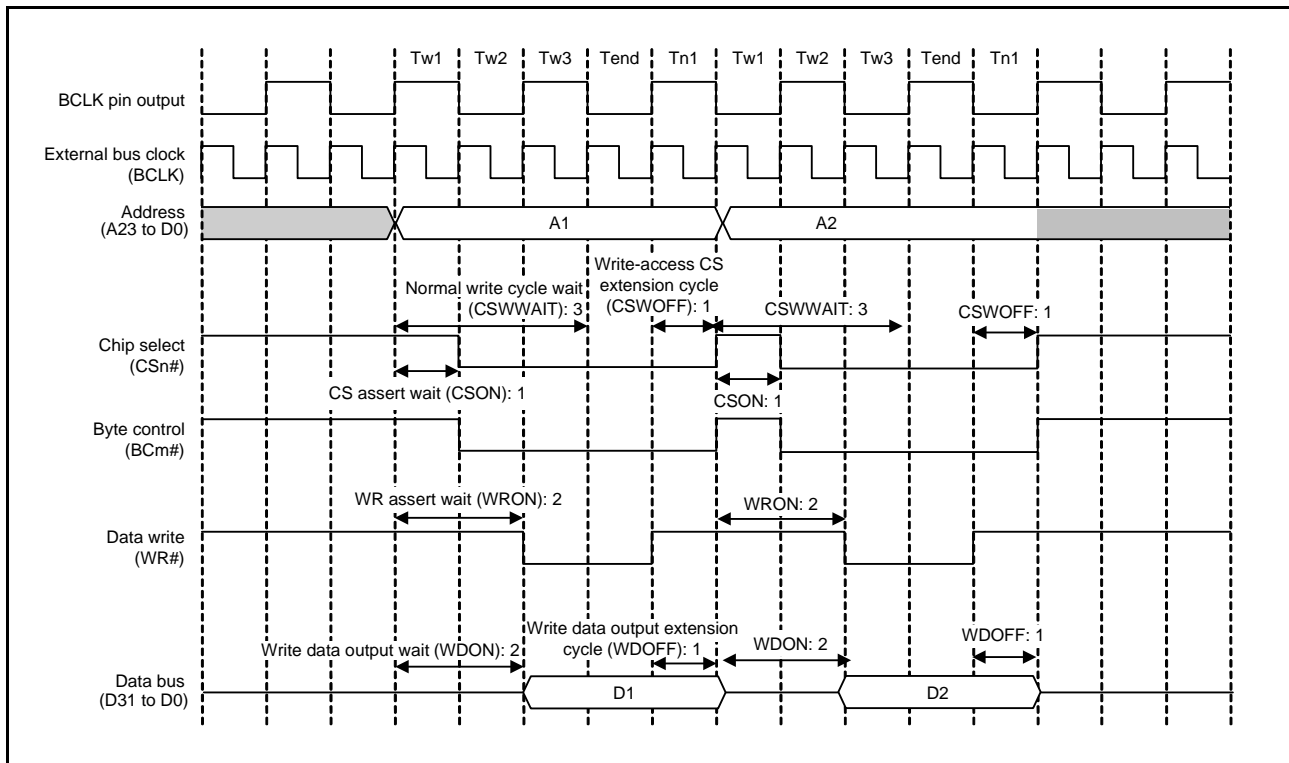 Tw1 Tw2 Tw3 Tend Tn1 Tw1 Tw2 Tw3 Tend Tn1
BCLK pin output
External bus clock
(BCLK)
Address
(A23 to D0)
A1
A2
Normal write cycle wait
(CSWWAIT): 3
Write-access CS
extension cycle
(CSWOFF): 1
CSWWAIT: 3
CSWOFF: 1
Chip select
(CSn#)
CS assert wait (CSON): 1
CSON: 1
Byte control
(BCm#)
WR assert wait (WRON): 2
WRON: 2
Data write
(WR#)
Write data output wait (WDON): 2
Write data output extension
cycle (WDOFF): 1
WDON: 2
WDOFF: 1
Data bus
(D31 to D0)
D1
D2